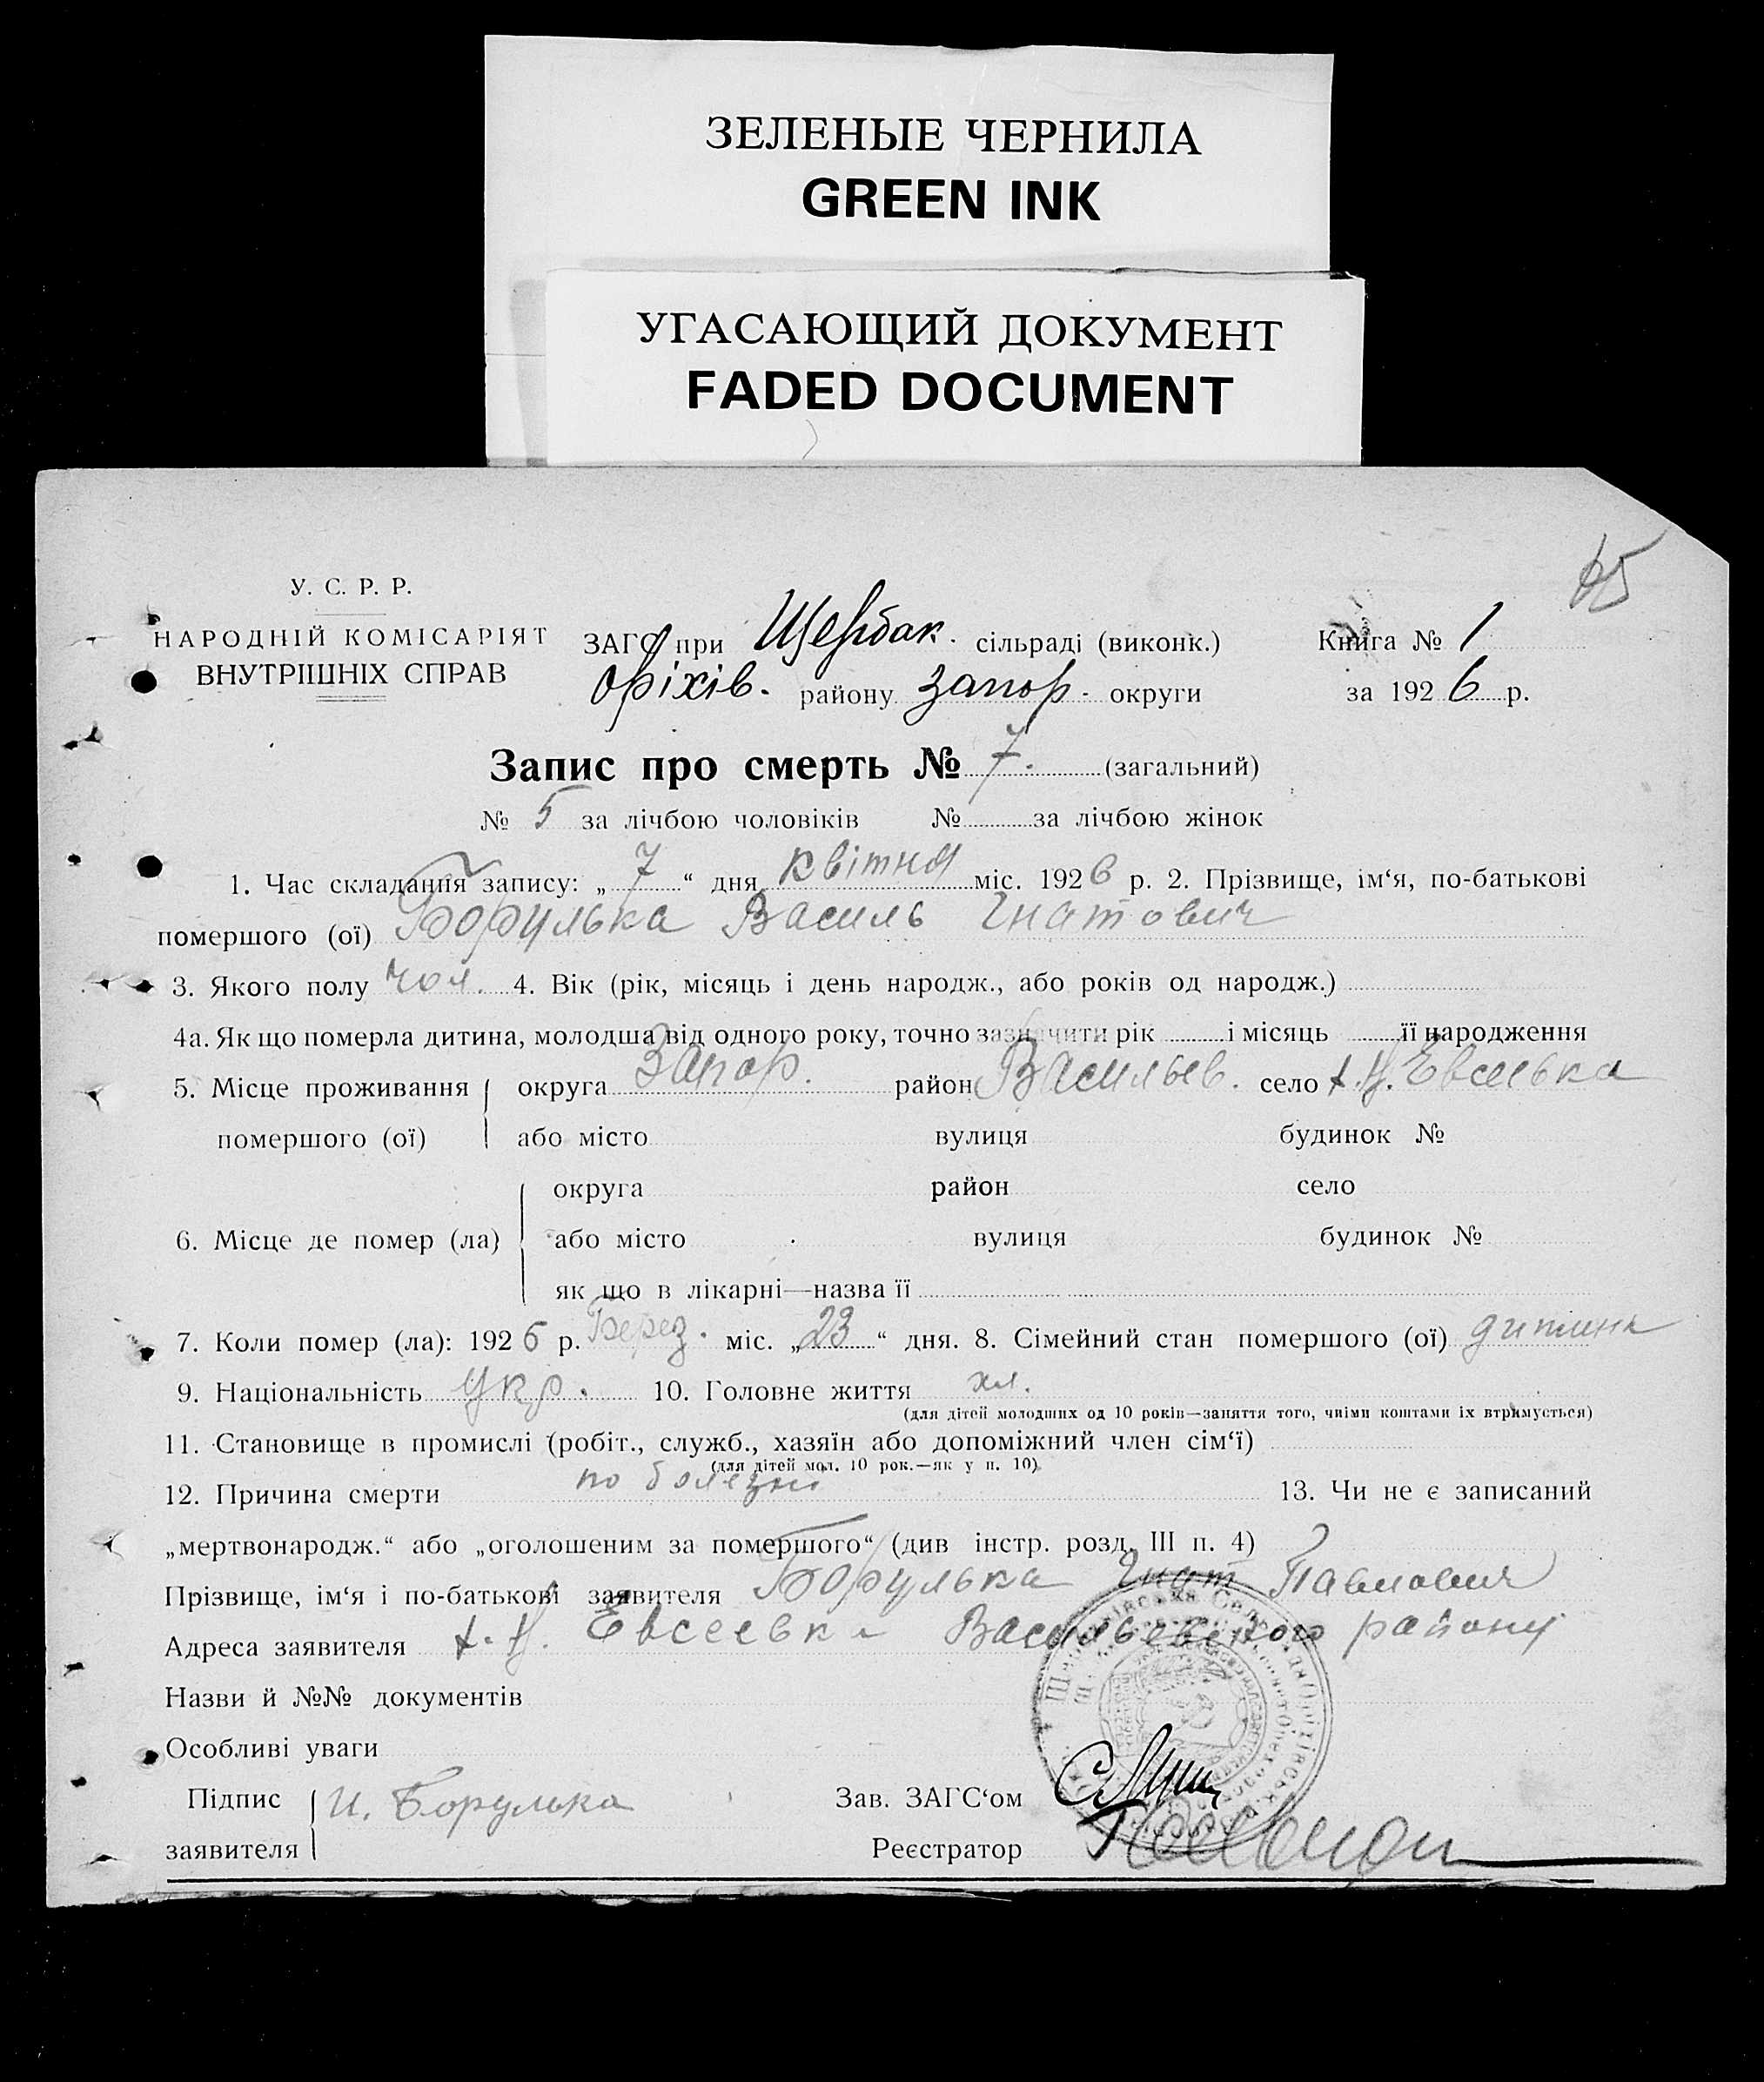 ЗЕЛЕНЫЕ ЧЕРНИЛА
GREEN INK
УГАСАЮЩИЙ ДОКУМЕНТ
FADED DOCUMENT
У. С. Р. Р.
НАРОДНІЙ КОМІСАРІЯТ
ВНУТРІШНІХ СПРАВ
ЗАГС при Щербак. сільраді (виконк.) Книга № 1
Оріхів. району Запор. округи за 1926 р.
Запис про смерть № 7. (загальний)
№ 5 за лічбою чоловіків № за лічбою жінок
1. Час складання запису: „7“ дня квітня міс. 1926 р. 2. Прізвище, ім‘я, по-батькові
помершого (ої) Борулька Василь Гнатович
3. Якого полу чол. 4. Вік (рік, місяць і день народж., або років од народж.)
4а. Як що померла дитина, молодша від одного року, точно зазначити рік і місяць її народження
5. Місце проживання округа Запор. район Васильев. село Евсеевка
помершого (ої) або місто вулиця будинок №
округа район село
6. Місце де помер (ла) або місто вулиця будинок №
як що в лікарні—назва її
7. Коли помер (ла): 1926 р. Берез. міс. „23“ дня. 8. Сімейний стан помершого (ої) дитина
9. Національність Укр. 10. Головне життя хл.
(для дітей молодших од 10 років—заняття того, чиїми коштами їх втримується)
11. Становище в промислі (робіт., служб., хазяїн або допоміжний член сім‘ї)
(для дітей мол. 10 рок.—як у п. 10)
12. Причина смерти по болезни 13. Чи не є записаний
„мертвонародж.“ або „оголошеним за помершого“ (див інстр. розд. III п. 4)
Прізвище, ім‘я і по-батькові заявителя Борулька Гнат Павлович
Адреса заявителя Евсеевка Васильевского району
Назви й №№ документів
Особливі уваги
Підпис И. Борулька Зав. ЗАГС‘ом
заявителя Реєстратор